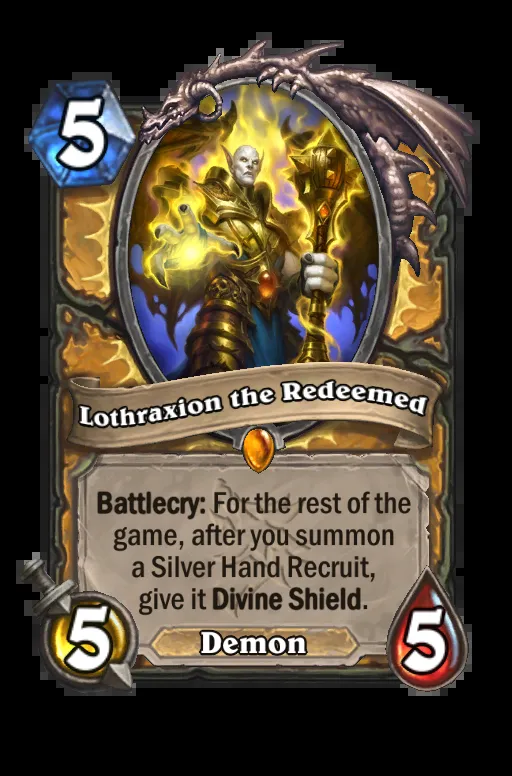 5
Lothraxion the Redeemed
Battlecry: For the rest of the
game, after you summon
a Silver Hand Recruit,
give it Divine Shield.
5
Demon
5